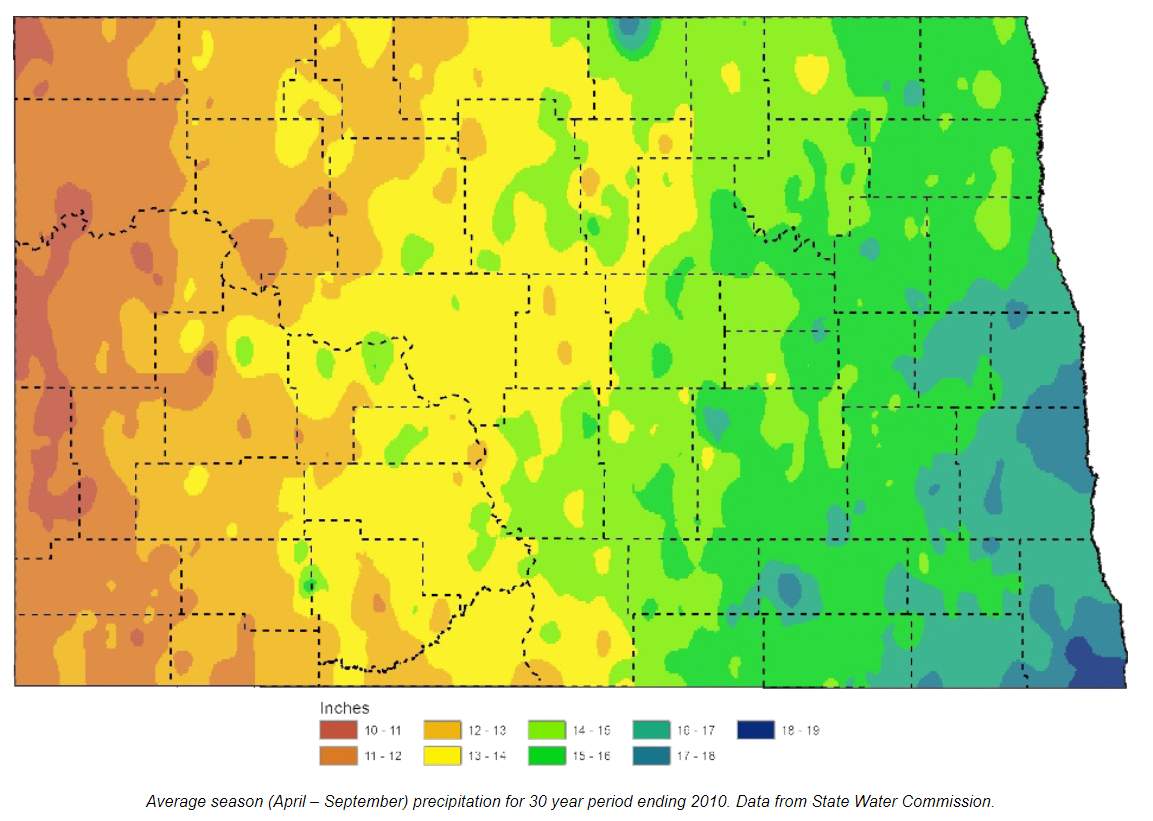 Inches
10 - 11 12 - 13 14 - 15 16 - 17 18 - 19
11 - 12 13 - 14 15 - 16 17 - 18
Average season (April – September) precipitation for 30 year period ending 2010. Data from State Water Commission.